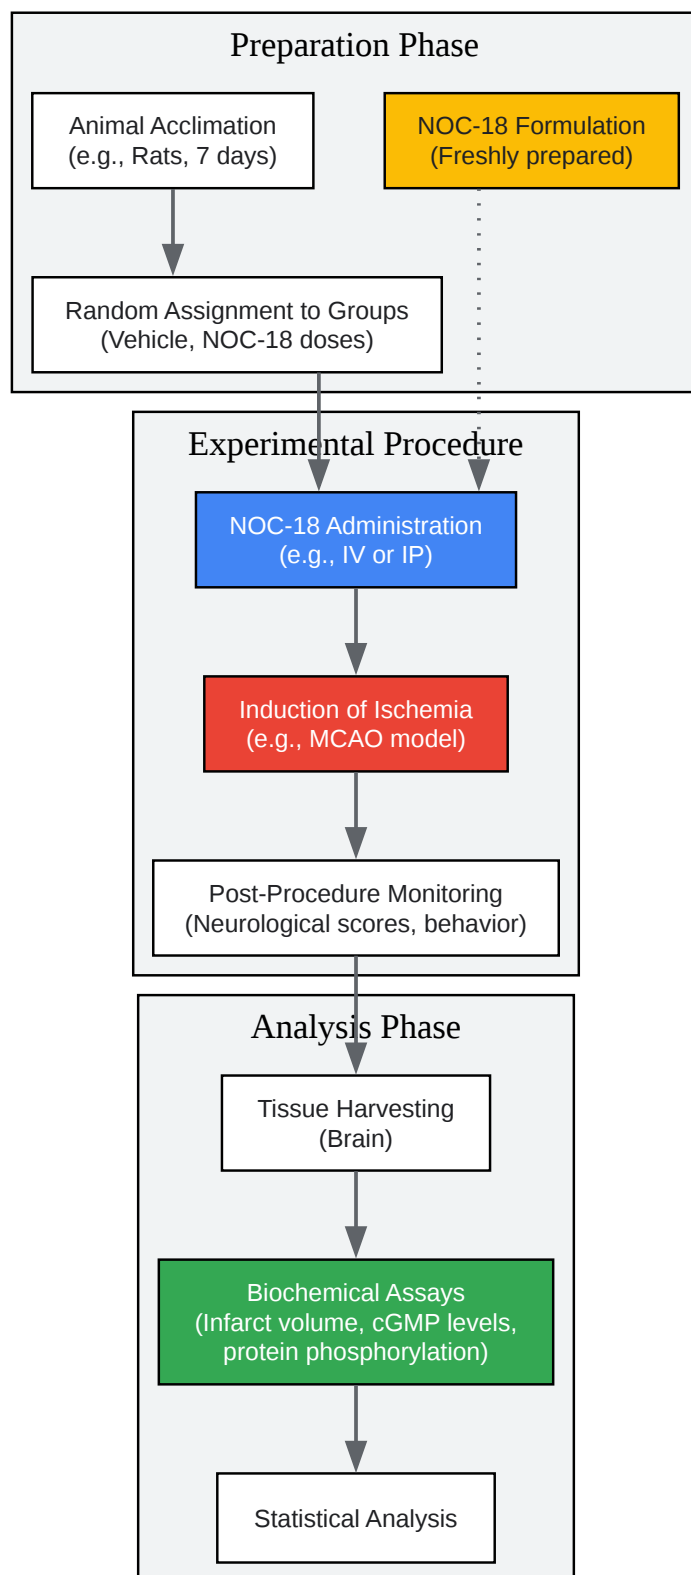 Preparation Phase
Animal Acclimation
(e.g., Rats, 7 days)
NOC-18 Formulation
(Freshly prepared)
Random Assignment to Groups
(Vehicle, NOC-18 doses)
Experimental Procedure
NOC-18 Administration
(e.g., IV or IP)
Induction of Ischemia
(e.g., MCAO model)
Post-Procedure Monitoring
(Neurological scores, behavior)
Analysis Phase
Tissue Harvesting
(Brain)
Biochemical Assays
(Infarct volume, cGMP levels,
protein phosphorylation)
Statistical Analysis